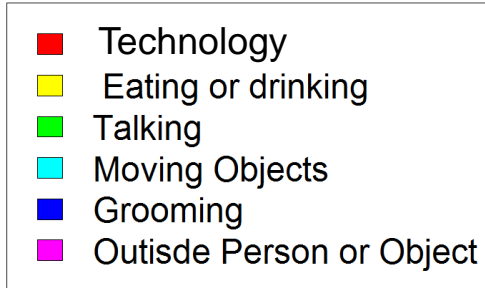 Technology
Eating or drinking
Talking
Moving Objects
Grooming
Outisde Person or Object